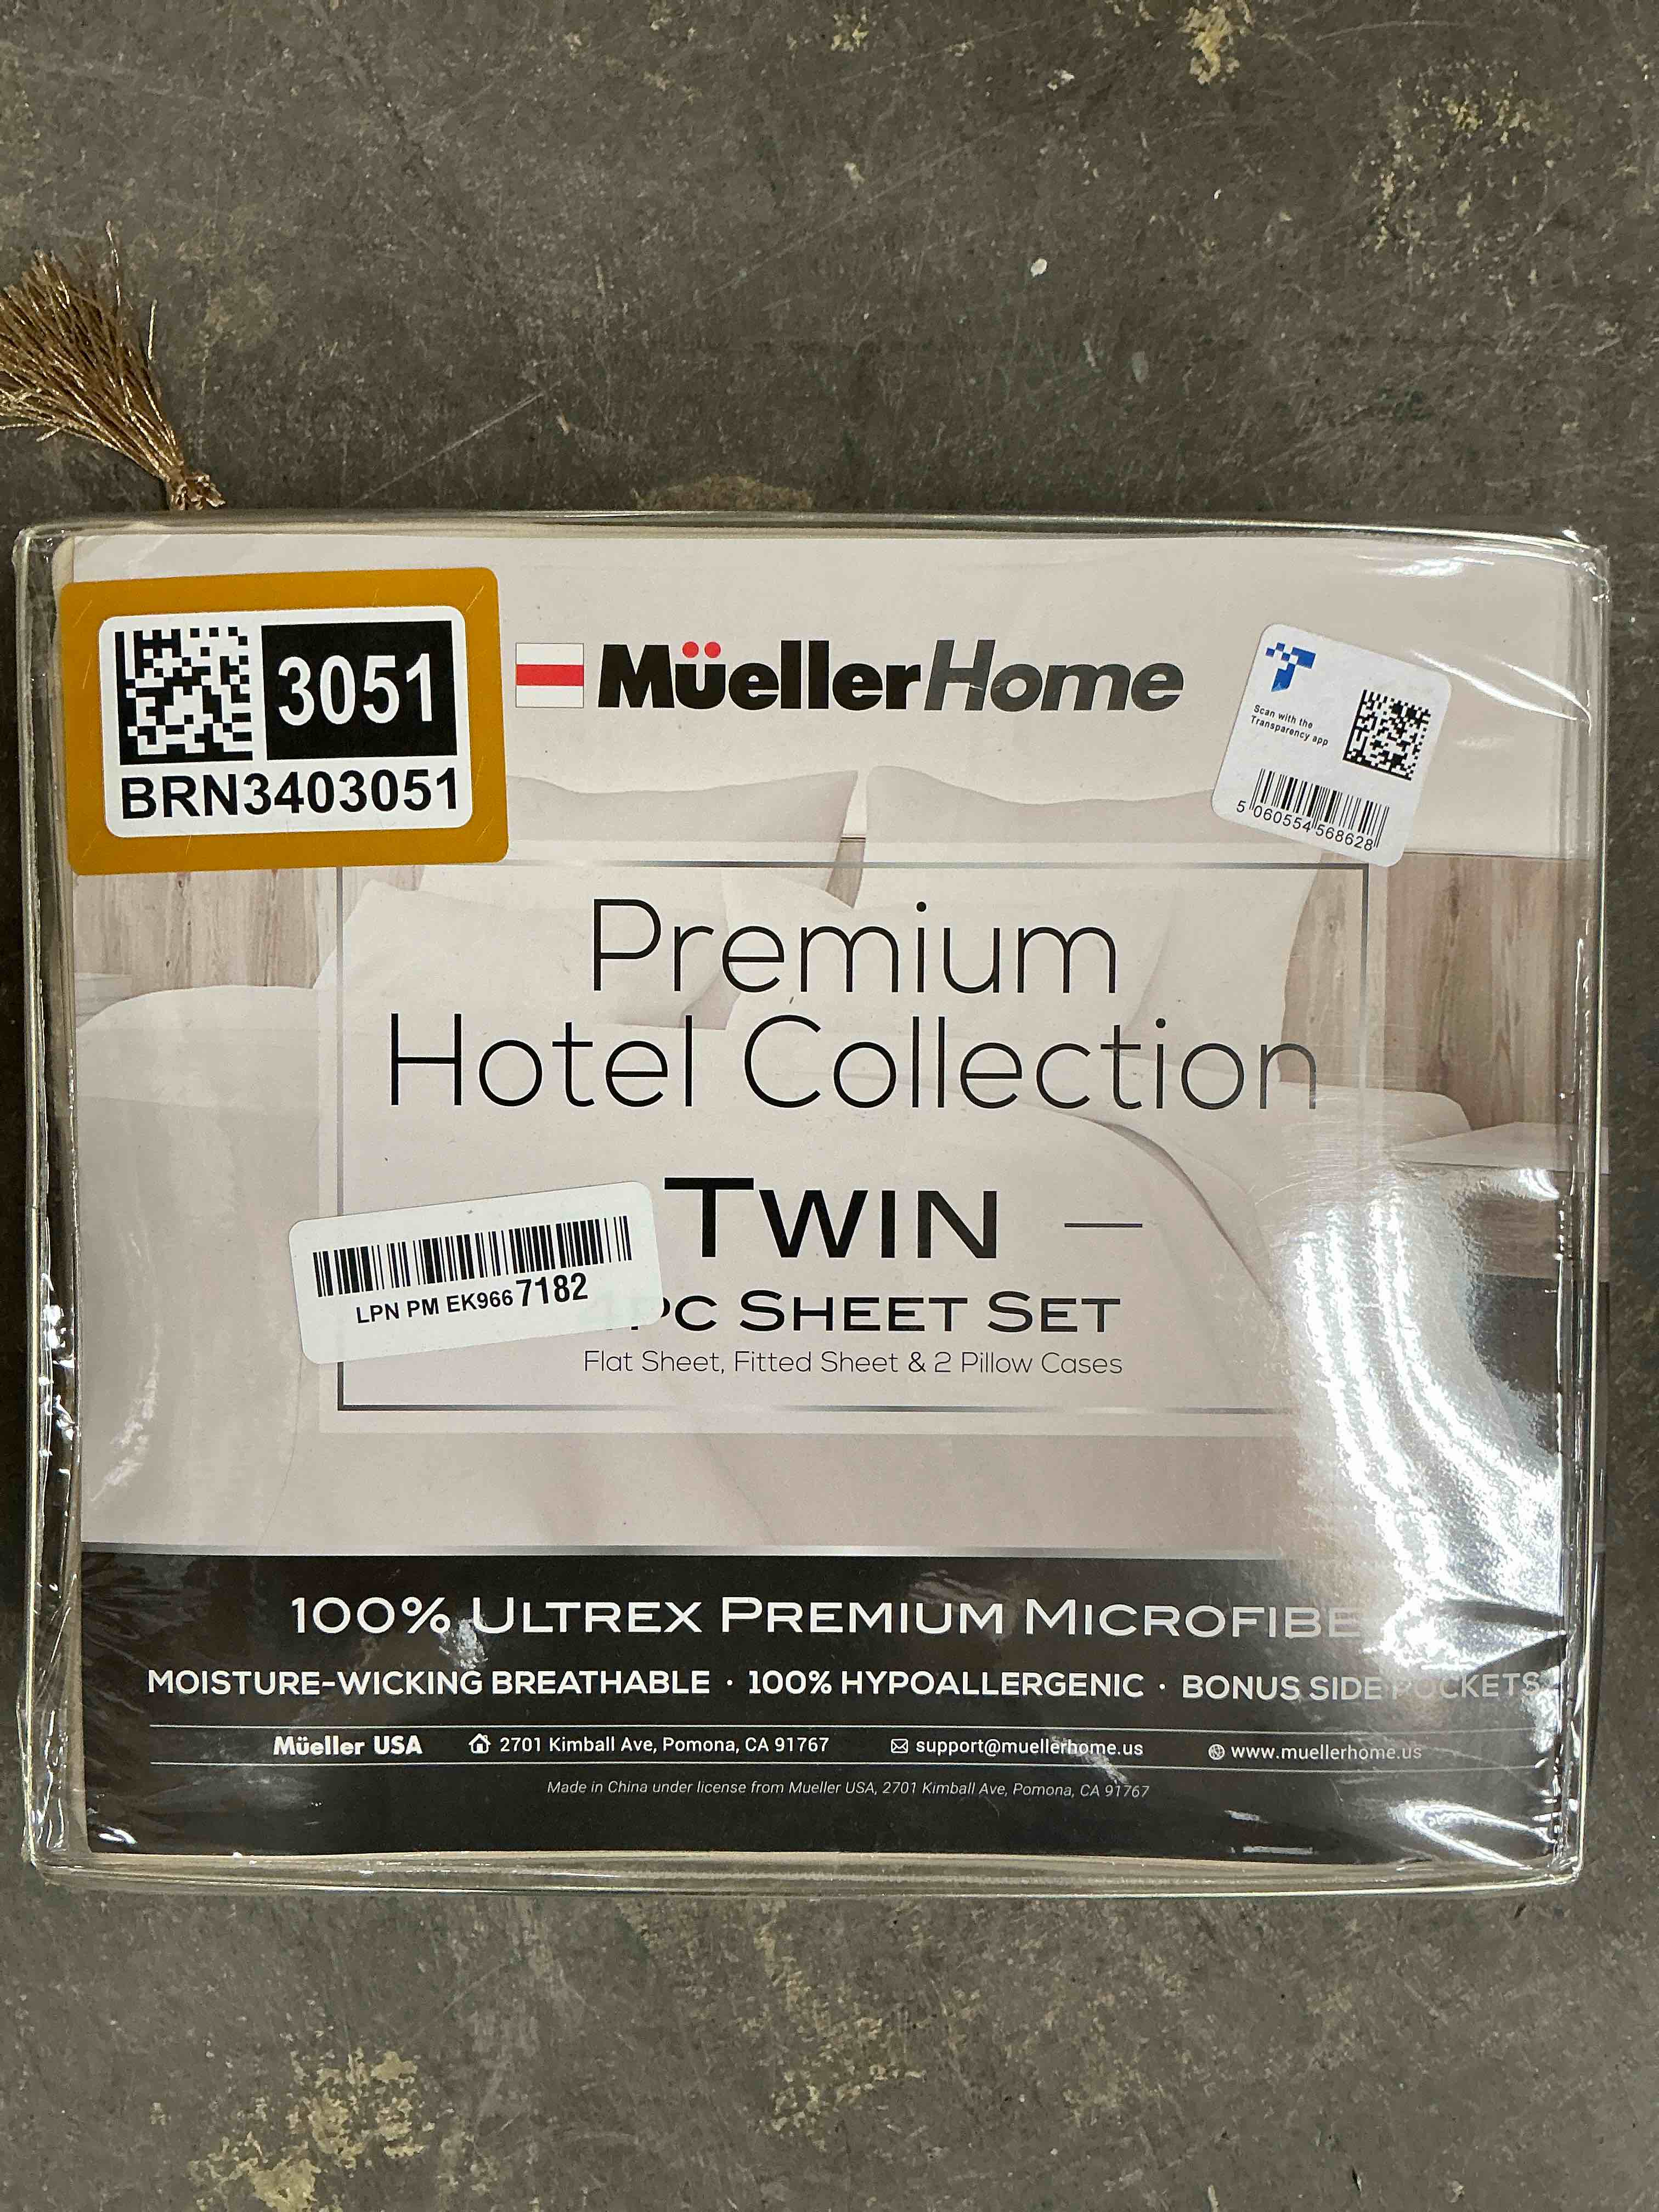 3051
BRN3403051
MüellerHome
Scan with the
Transparency app
5 060554 568628
Premium
Hotel Collection
TWIN —
LPN PM EK9667182
PC SHEET SET
Flat Sheet, Fitted Sheet & 2 Pillow Cases
100% ULTREX PREMIUM MICROFIBE
MOISTURE-WICKING BREATHABLE · 100% HYPOALLERGENIC · BONUS SIDE POCKETS
Müeller USA 2701 Kimball Ave, Pomona, CA 91767 support@muellerhome.us www.muellerhome.us
Made in China under license from Mueller USA, 2701 Kimball Ave, Pomona, CA 91767